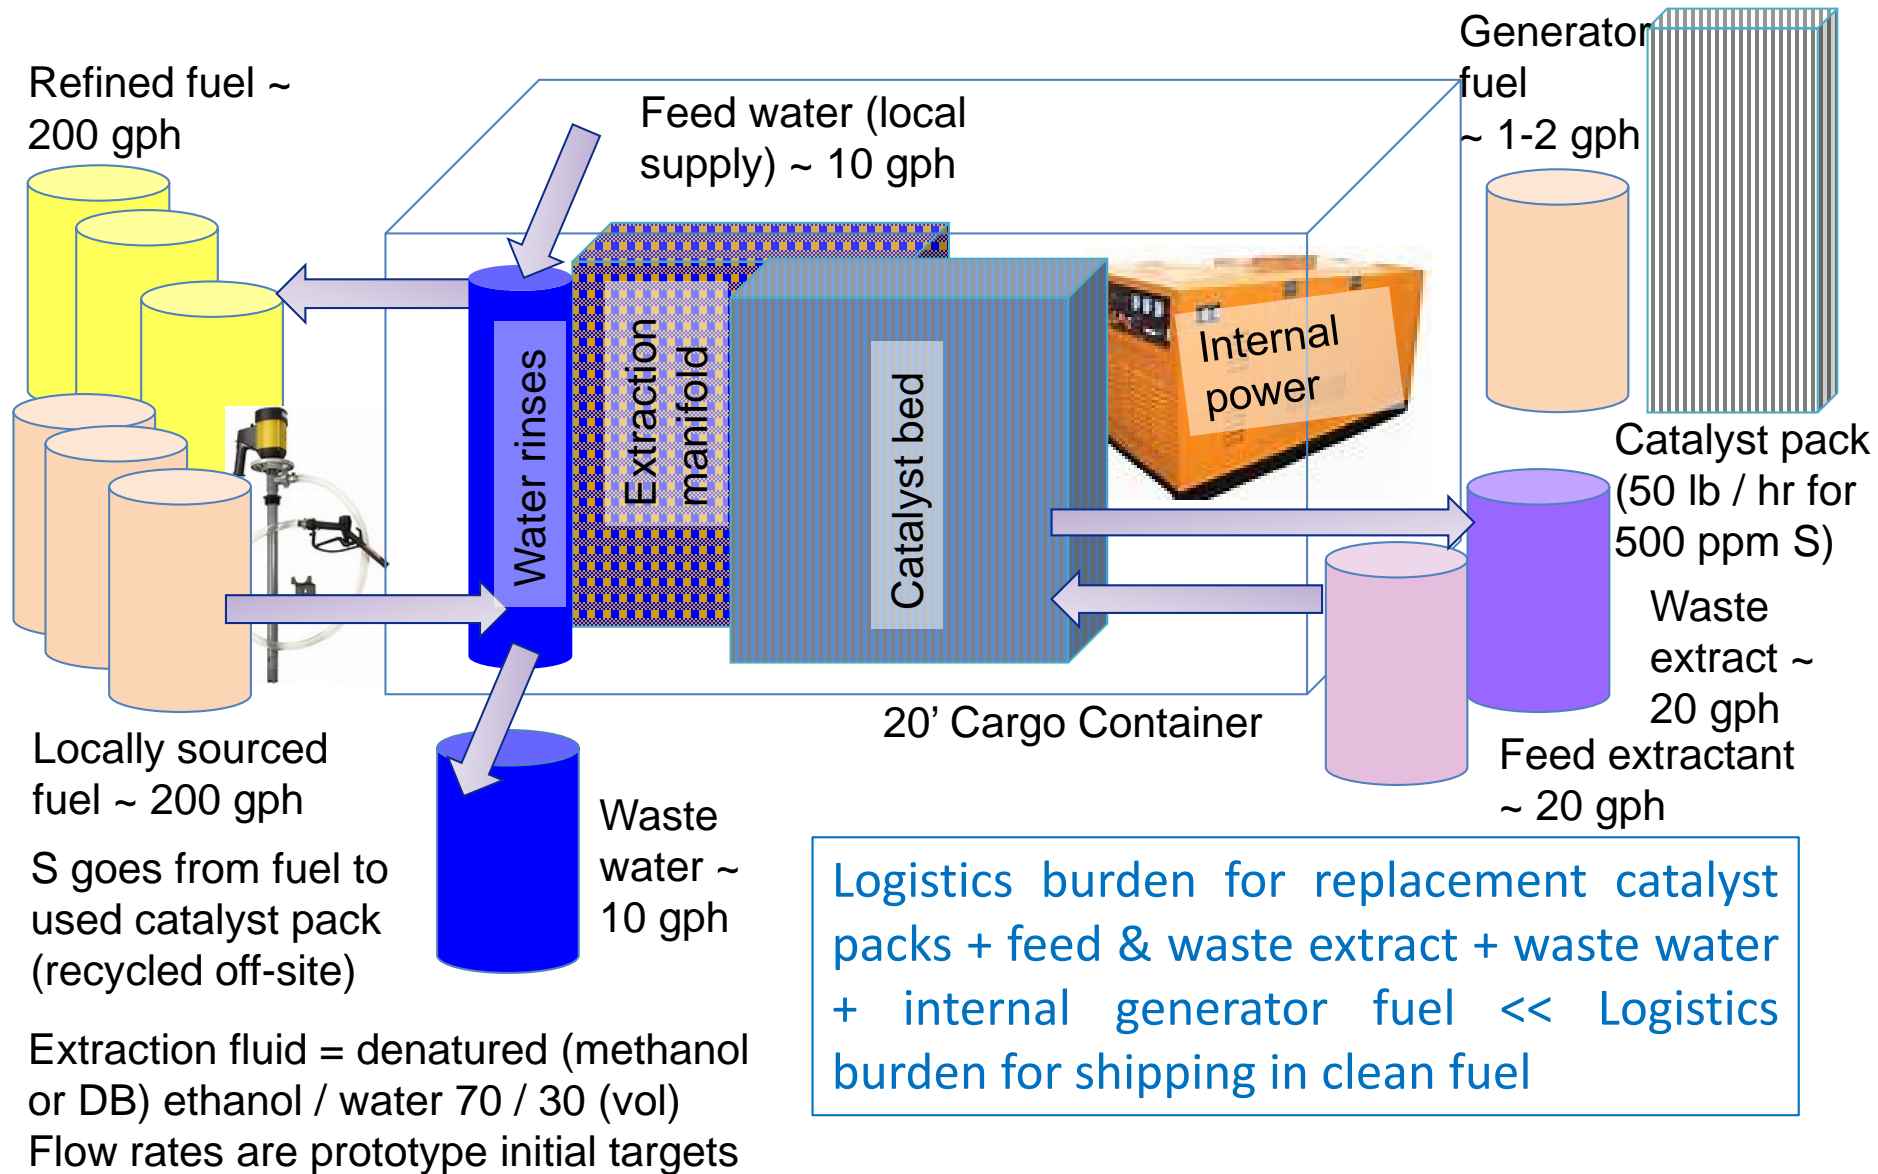 Refined fuel ~
200 gph
Feed water (local
supply) ~ 10 gph
Generator
fuel
~ 1-2 gph
Water rinses
Extraction
manifold
Catalyst bed
Internal
power
Catalyst pack
(50 lb / hr for
500 ppm S)
Waste
extract ~
20 gph
Feed extractant
~ 20 gph
20’ Cargo Container
Locally sourced
fuel ~ 200 gph
Waste
water ~
10 gph
S goes from fuel to
used catalyst pack
(recycled off-site)
Extraction fluid = denatured (methanol
or DB) ethanol / water 70 / 30 (vol)
Flow rates are prototype initial targets
Logistics burden for replacement catalyst
packs + feed & waste extract + waste water
+ internal generator fuel << Logistics
burden for shipping in clean fuel